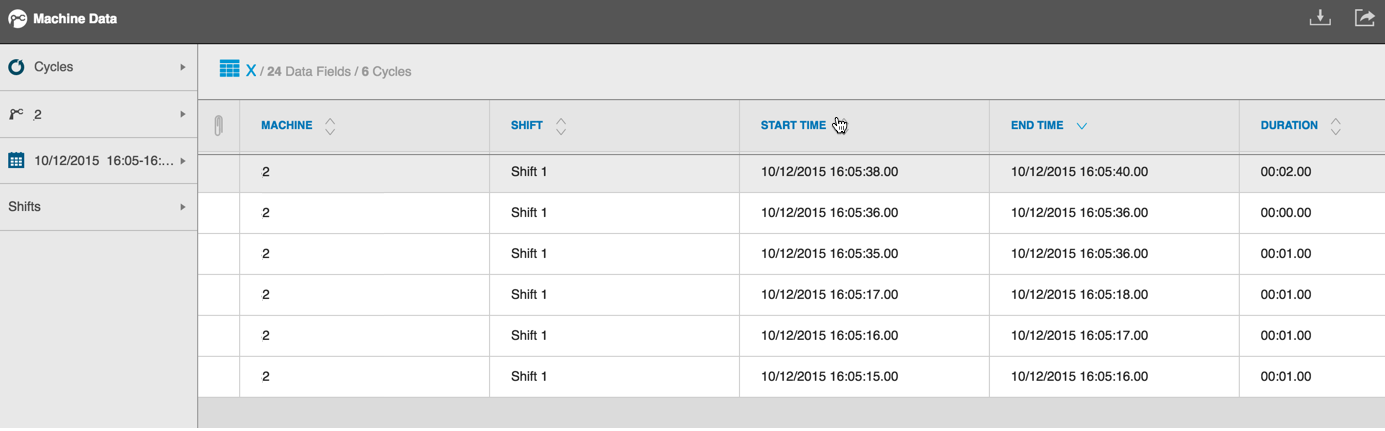 Machine Data
Cycles
2
10/12/2015 16:05-16:...
Shifts
X / 24 Data Fields / 6 Cycles
MACHINE SHIFT START TIME END TIME DURATION
2 Shift 1 10/12/2015 16:05:38.00 10/12/2015 16:05:40.00 00:02.00
2 Shift 1 10/12/2015 16:05:36.00 10/12/2015 16:05:36.00 00:00.00
2 Shift 1 10/12/2015 16:05:35.00 10/12/2015 16:05:36.00 00:01.00
2 Shift 1 10/12/2015 16:05:17.00 10/12/2015 16:05:18.00 00:01.00
2 Shift 1 10/12/2015 16:05:16.00 10/12/2015 16:05:17.00 00:01.00
2 Shift 1 10/12/2015 16:05:15.00 10/12/2015 16:05:16.00 00:01.00